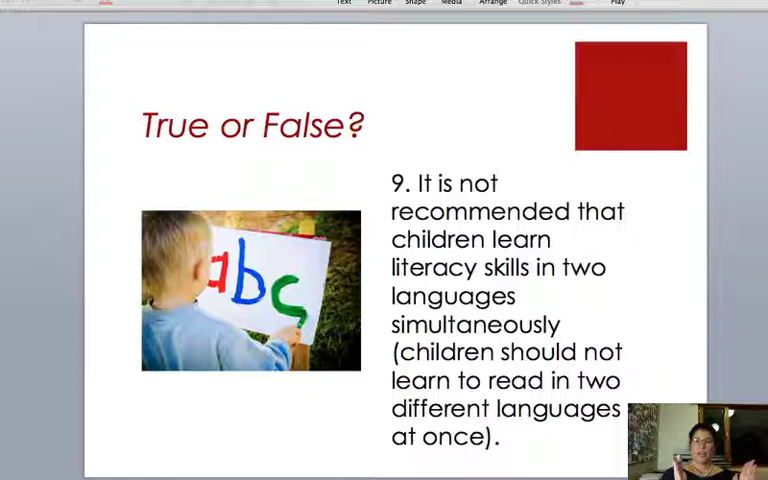 Text Picture Shape Media Arrange Quick Styles Play
True or False?
abc
9. It is not
recommended that
children learn
literacy skills in two
languages
simultaneously
(children should not
learn to read in two
different languages
at once).